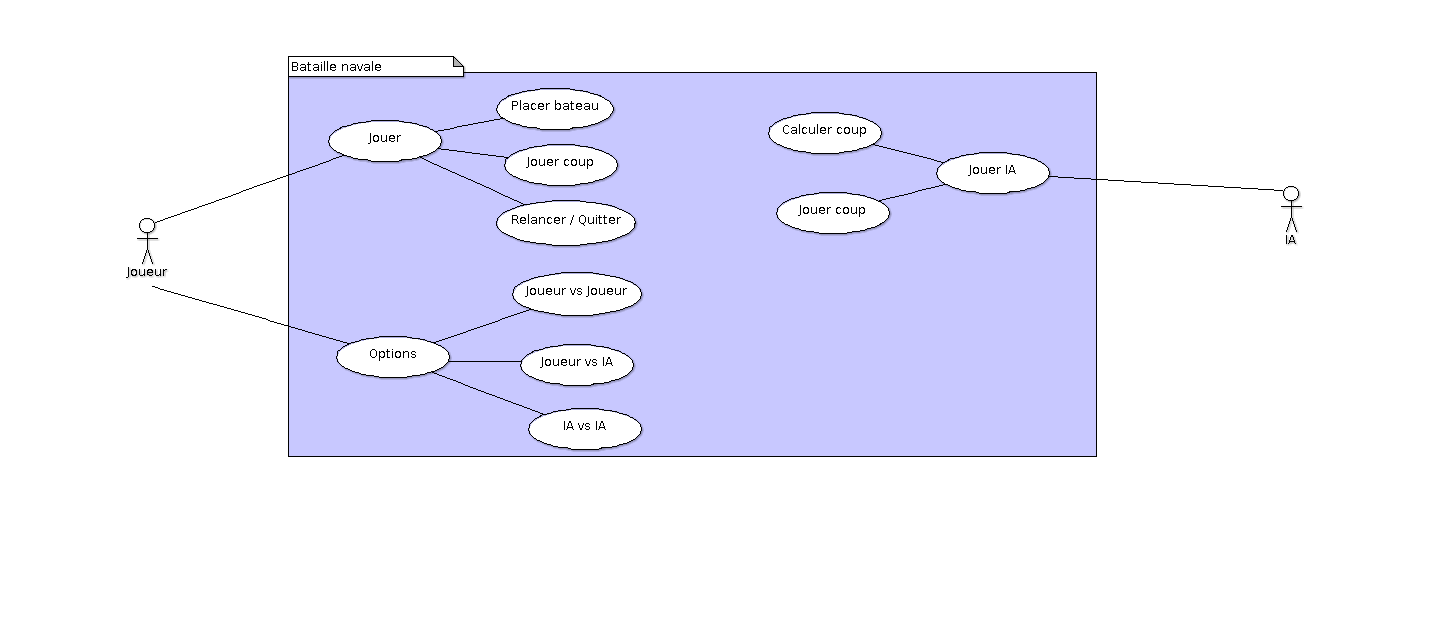 Bataille navale
Placer bateau
Jouer
Jouer coup
Relancer / Quitter
Calculer coup
Jouer IA
Jouer coup
IA
Joueur
Joueur vs Joueur
Options
Joueur vs IA
IA vs IA